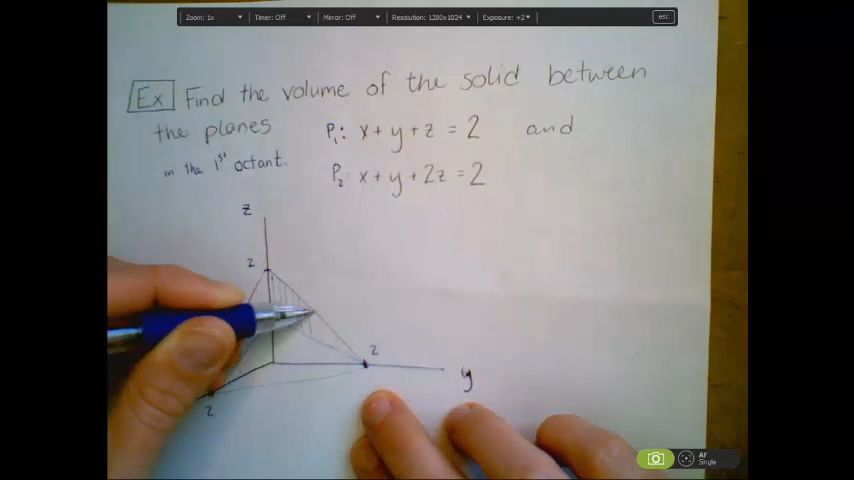 Zoom: 1x Timer: Off Mirror: Off Resolution: 1280x1024 Exposure: +2 esc
Ex Find the volume of the solid between
the planes P₁: x + y + z = 2 and
in the 1st octant. P₂: x + y + 2z = 2
z
2
2
y
2
AF
Single